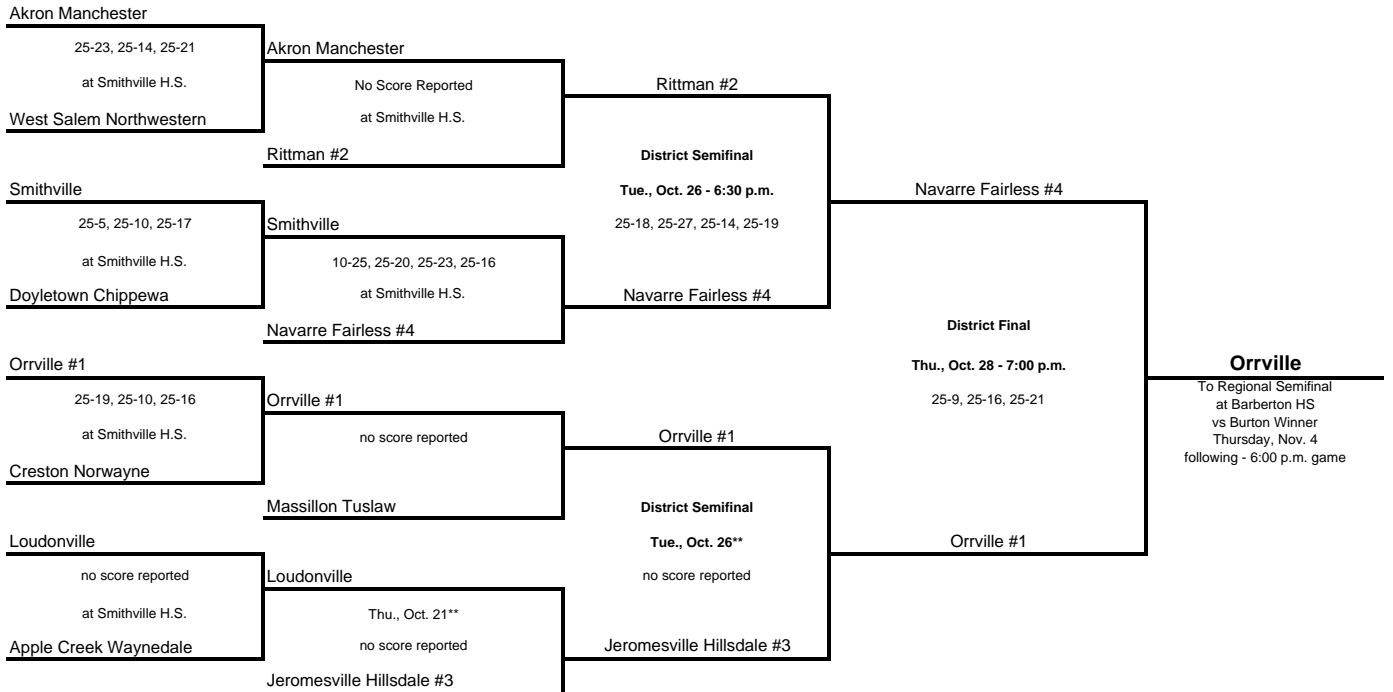 Akron Manchester
25-23, 25-14, 25-21
at Smithville H.S.
West Salem Northwestern
Smithville
25-5, 25-10, 25-17
at Smithville H.S.
Doyletown Chippewa
Orrville #1
25-19, 25-10, 25-16
at Smithville H.S.
Creston Norwayne
Loudonville
no score reported
at Smithville H.S.
Apple Creek Waynedale
Akron Manchester
No Score Reported
at Smithville H.S.
Rittman #2
Smithville
10-25, 25-20, 25-23, 25-16
at Smithville H.S.
Navarre Fairless #4
Orrville #1
no score reported
Massillon Tuslaw
Loudonville
Thu., Oct. 21**
no score reported
Jeromesville Hillsdale #3
Rittman #2
District Semifinal
Tue., Oct. 26 - 6:30 p.m.
25-18, 25-27, 25-14, 25-19
Navarre Fairless #4
Orrville #1
District Semifinal
Tue., Oct. 26**
no score reported
Jeromesville Hillsdale #3
Navarre Fairless #4
District Final
Thu., Oct. 28 - 7:00 p.m.
25-9, 25-16, 25-21
Orrville #1
Orrville
To Regional Semifinal
at Barberton HS
vs Burton Winner
Thursday, Nov. 4
following - 6:00 p.m. game